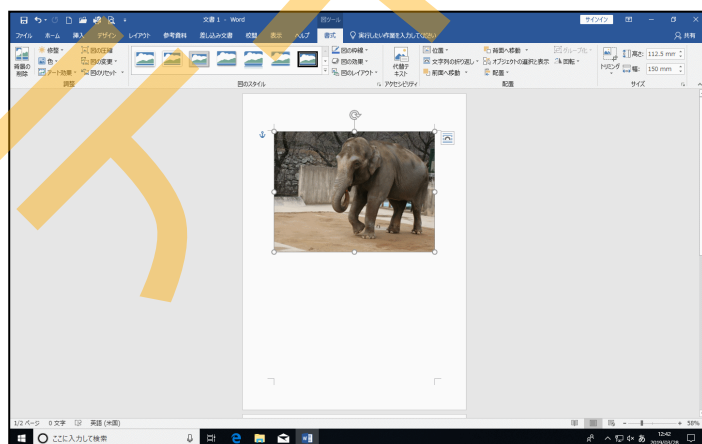 文書 1 - Word
図ツール
サインイン
ファイル ホーム 挿入 デザイン レイアウト 参考資料 差し込み文書 校閲 表示 ヘルプ 書式 実行したい作業を入力してください 共有
背景の削除
修整
色
アート効果
図の圧縮
図の変更
図のリセット
調整
図のスタイル
図の枠線
図の効果
図のレイアウト
代替テキスト
アクセシビリティ
位置
文字列の折り返し
前面へ移動
背面へ移動
オブジェクトの選択と表示
配置
グループ化
回転
配置
トリミング
高さ: 112.5 mm
幅: 150 mm
サイズ
1/2 ページ 0 文字 英語 (米国) 58%
ここに入力して検索
あ
12:42
2019/03/28